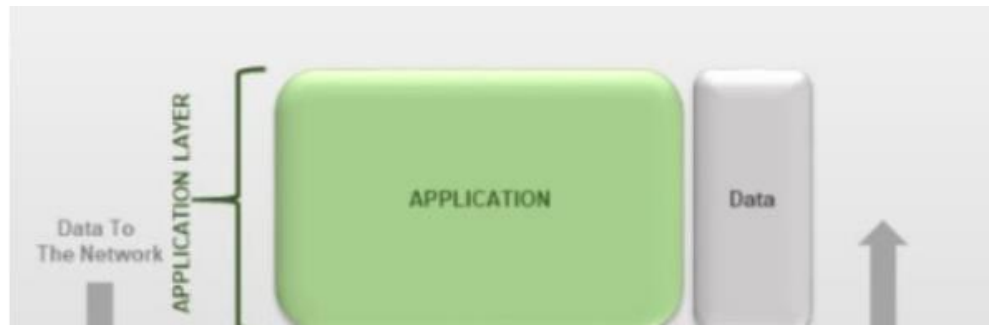 APPLICATION LAYER
Data To
The Network
APPLICATION
Data